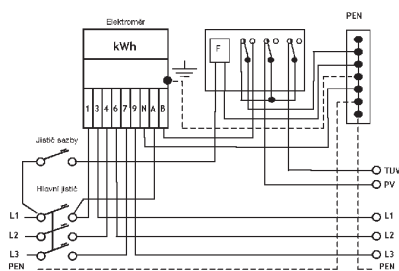 Elektroměr
PEN
kWh
F
1 3 4 6 7 9 N A B
Jistič sazby
TUV
PV
Hlavní jistič
L1 L1
L2 L2
L3 L3
PEN PEN